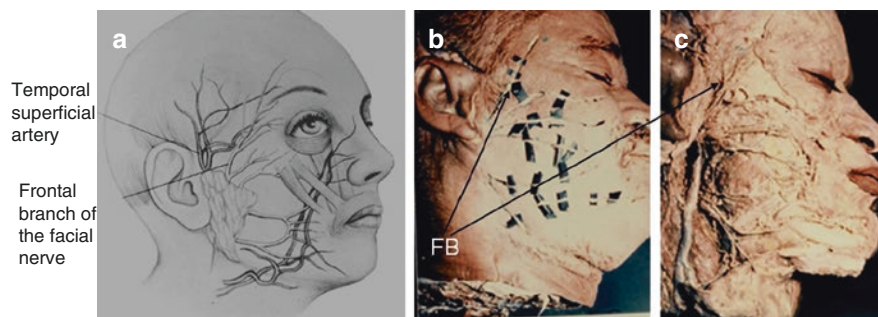 a
b
c
Temporal
superficial
artery
Frontal
branch of
the facial
nerve
FB